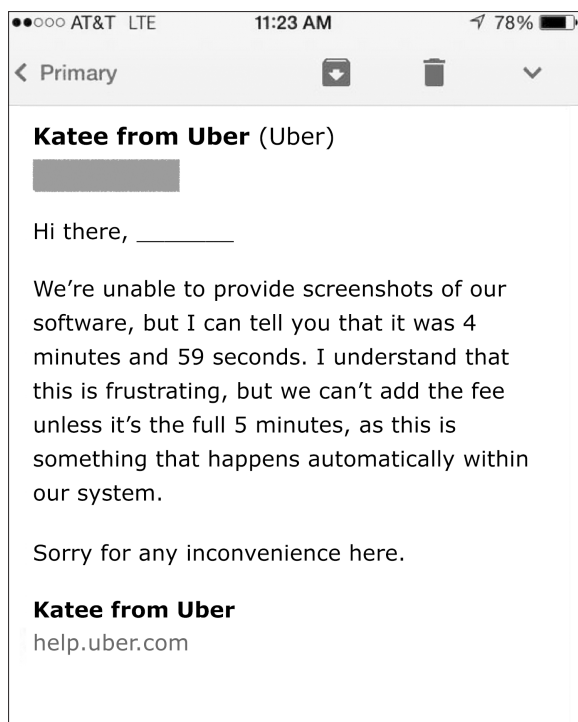 AT&T LTE 11:23 AM 78%
Primary
Katee from Uber (Uber)
Hi there, _______
We’re unable to provide screenshots of our
software, but I can tell you that it was 4
minutes and 59 seconds. I understand that
this is frustrating, but we can’t add the fee
unless it’s the full 5 minutes, as this is
something that happens automatically within
our system.
Sorry for any inconvenience here.
Katee from Uber
help.uber.com